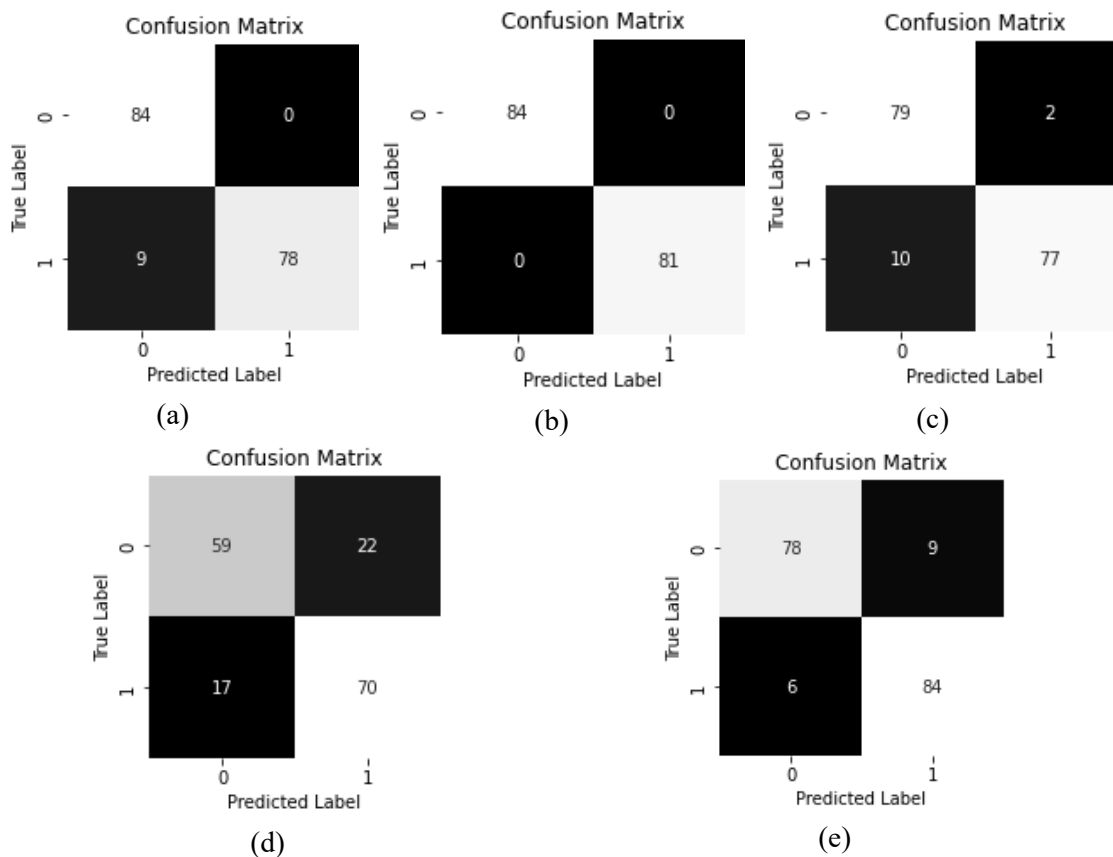 Confusion Matrix
True Label
0
84
0
1
9
78
0
1
Predicted Label
(a)
Confusion Matrix
True Label
0
84
0
1
0
81
0
1
Predicted Label
(b)
Confusion Matrix
True Label
0
79
2
1
10
77
0
1
Predicted Label
(c)
Confusion Matrix
True Label
0
59
22
1
17
70
0
1
Predicted Label
(d)
Confusion Matrix
True Label
0
78
9
1
6
84
0
1
Predicted Label
(e)